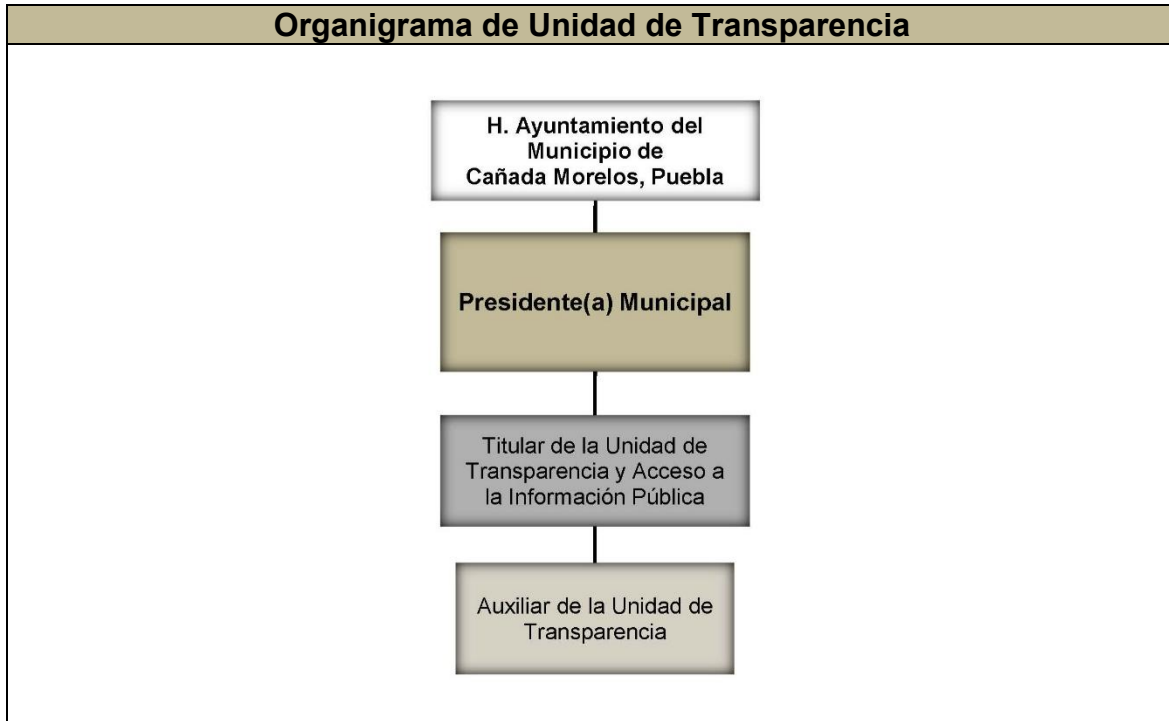 Organigrama de Unidad de Transparencia
H. Ayuntamiento del
Municipio de
Cañada Morelos, Puebla
Presidente(a) Municipal
Titular de la Unidad de
Transparencia y Acceso a
la Información Pública
Auxiliar de la Unidad de
Transparencia